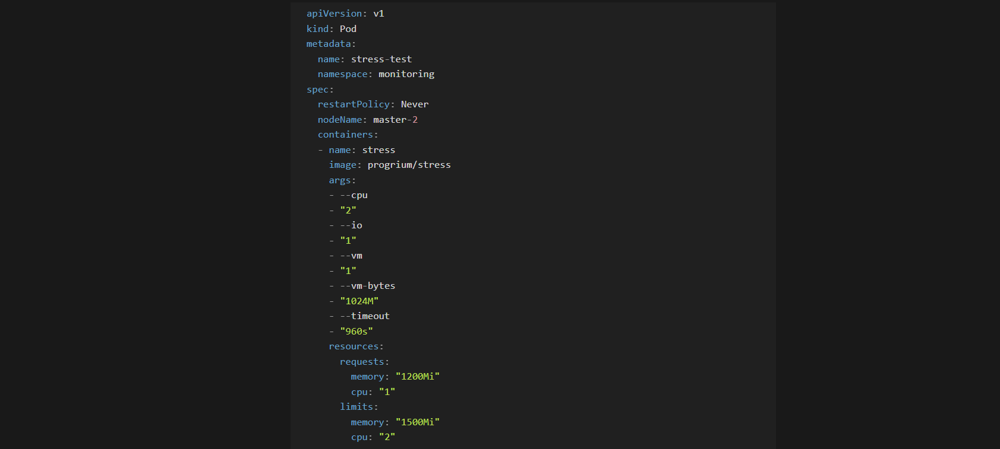 apiVersion: v1
kind: Pod
metadata:
  name: stress-test
  namespace: monitoring
spec:
  restartPolicy: Never
  nodeName: master-2
  containers:
  - name: stress
    image: progrium/stress
    args:
    - --cpu
    - "2"
    - --io
    - "1"
    - --vm
    - "1"
    - --vm-bytes
    - "1024M"
    - --timeout
    - "960s"
    resources:
      requests:
        memory: "1200Mi"
        cpu: "1"
      limits:
        memory: "1500Mi"
        cpu: "2"